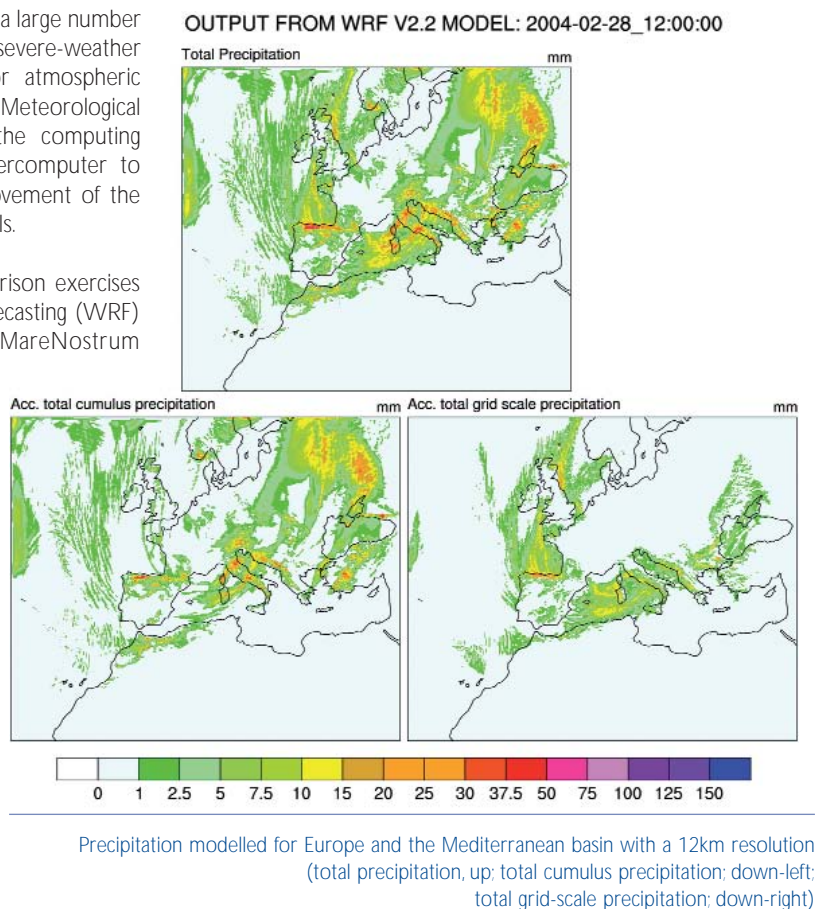 a large number
severe-weather
or atmospheric
Meteorological
the computing
ercomputer to
ovement of the
ls.
rison exercises
ecasting (WRF)
MareNostrum
OUTPUT FROM WRF V2.2 MODEL: 2004-02-28_12:00:00
Total Precipitation mm
Acc. total cumulus precipitation mm
Acc. total grid scale precipitation mm
0 1 2.5 5 7.5 10 15 20 25 30 37.5 50 75 100 125 150
Precipitation modelled for Europe and the Mediterranean basin with a 12km resolution
(total precipitation, up; total cumulus precipitation; down-left;
total grid-scale precipitation; down-right)